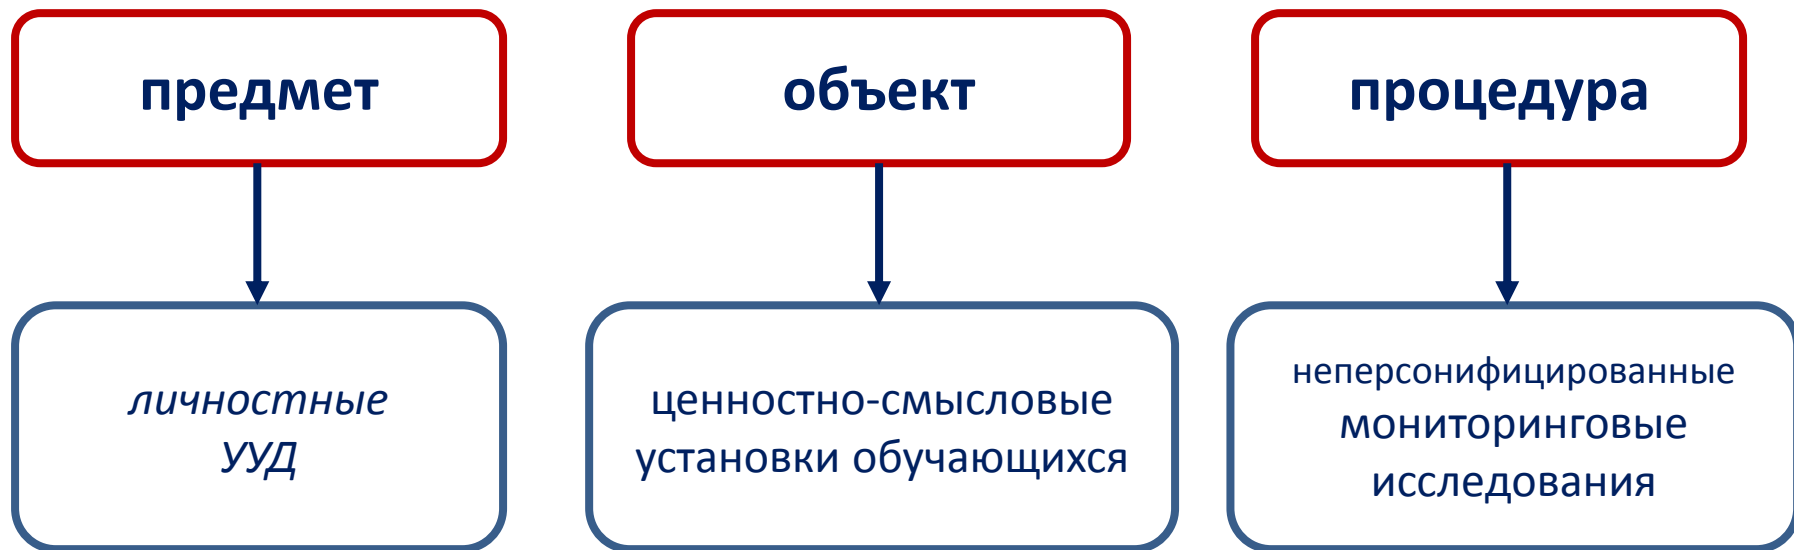 предмет
объект
процедура
личностные
УУД
ценностно-смысловые
установки обучающихся
неперсонифицированные
мониторинговые
исследования